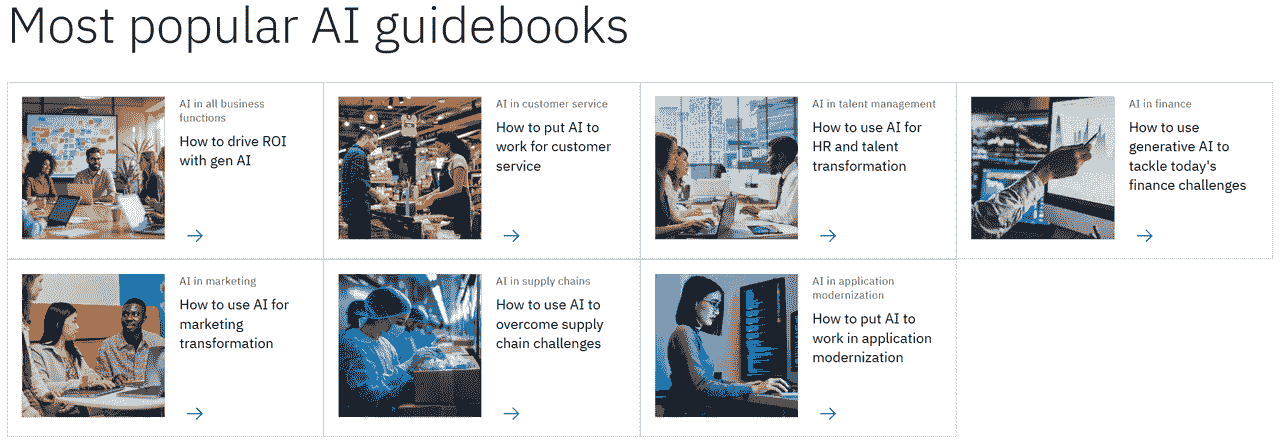 Most popular AI guidebooks
AI in all business
functions
How to drive ROI
with gen AI
AI in customer service
How to put AI to
work for customer
service
AI in talent management
How to use AI for
HR and talent
transformation
AI in finance
How to use
generative AI to
tackle today's
finance challenges
AI in marketing
How to use AI for
marketing
transformation
AI in supply chains
How to use AI to
overcome supply
chain challenges
AI in application
modernization
How to put AI to
work in application
modernization